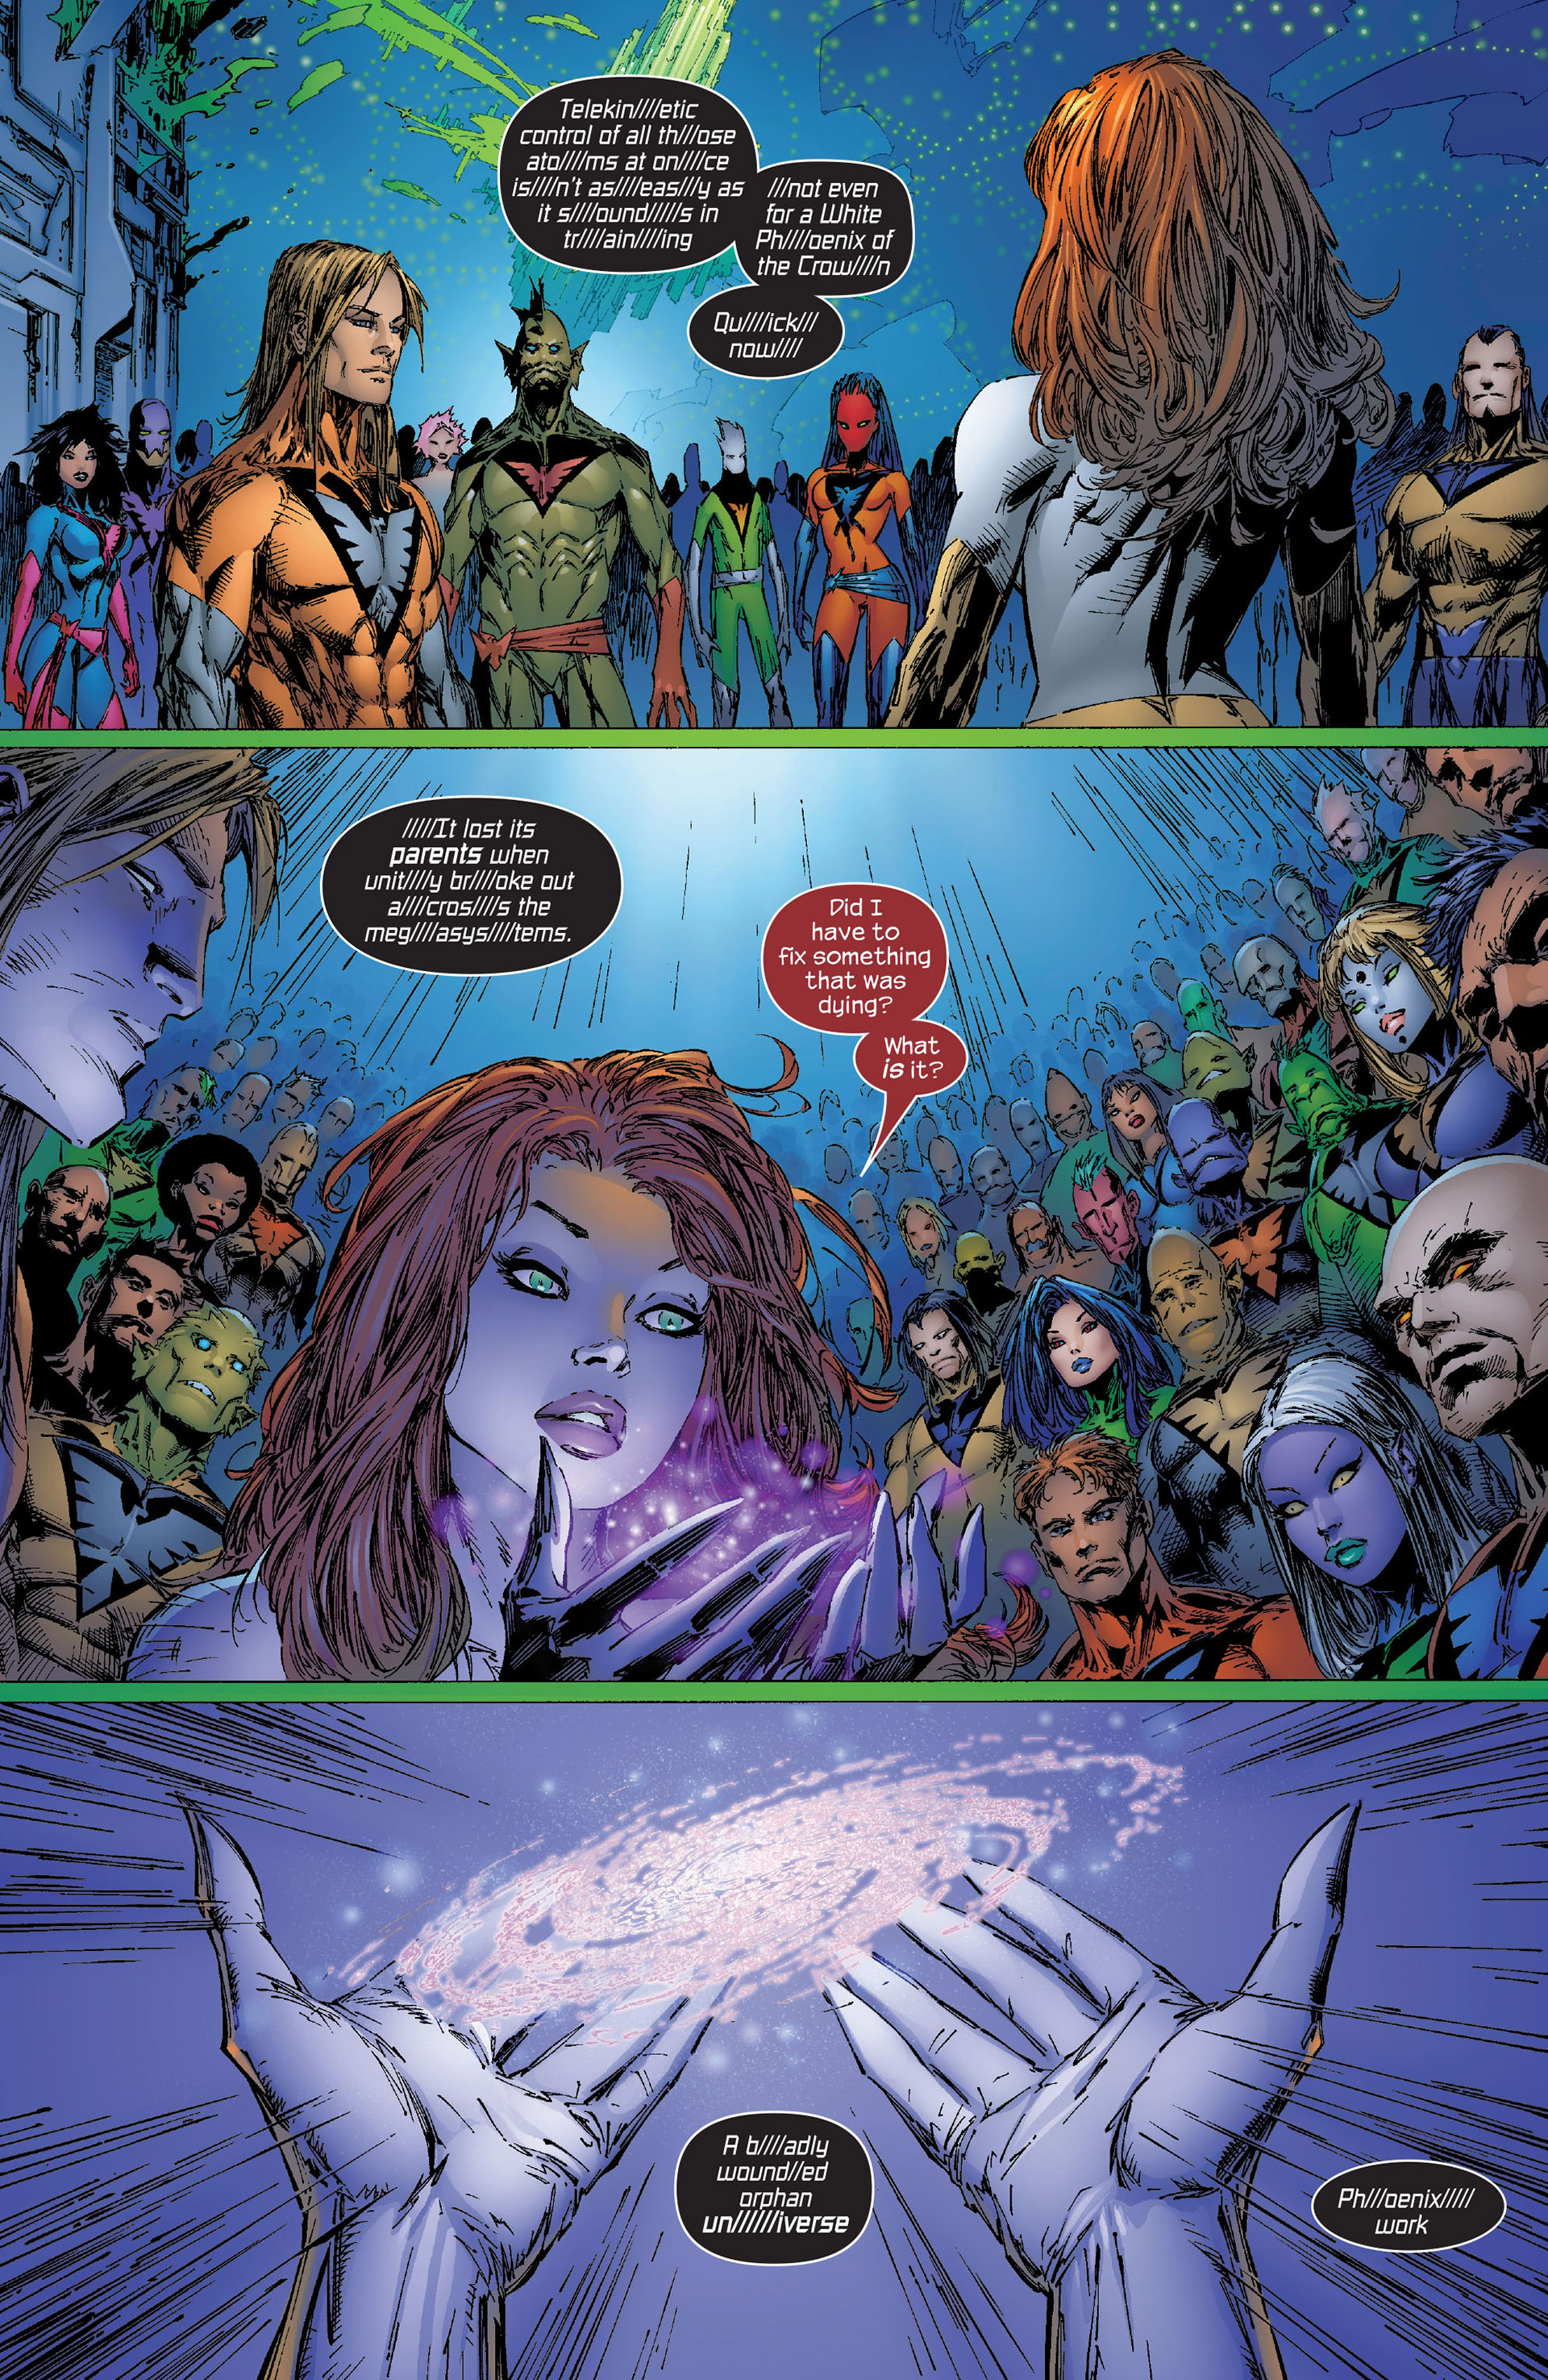 Telekin////etic
control of all th///ose
ato////ms at on////ce
is////n't as////eas///y as
it s////ound/////s in
tr////ain////ing
///not even
for a White
Ph////oenix of
the Crow////n
Qu////ick///
now////
/////It lost its
parents when
unit////y br////oke out
a////cros////s the
meg////asys////tems.
Did I
have to
fix something
that was
dying?
What
is it?
A b////adly
wound//ed
orphan
un//////iverse
Ph///oenix/////
work